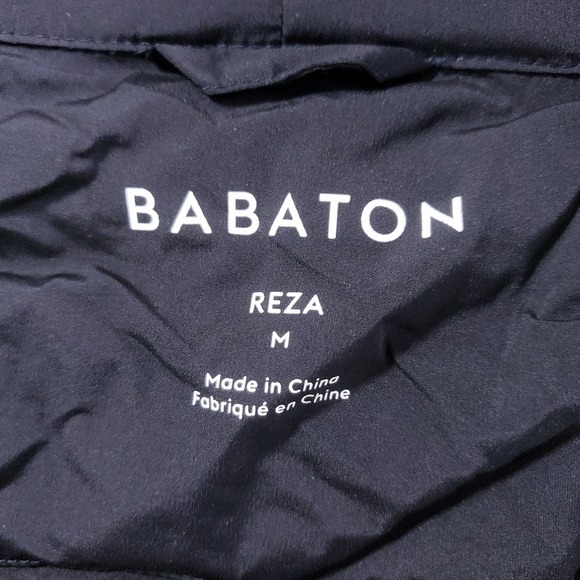 BABATON
REZA
M
Made in China
Fabriqué en Chine